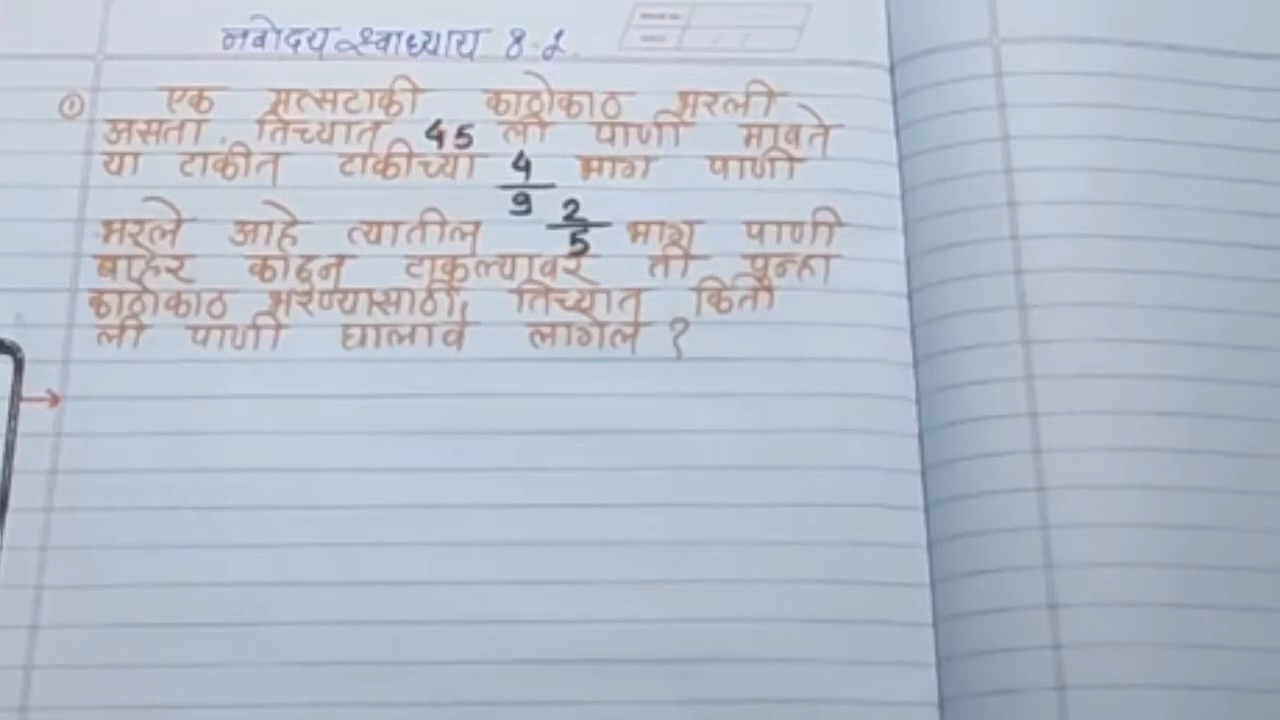 नवोदय स्वाध्याय 8.2
① एक मत्सटाकी काठोकाठ भरली
असता तिच्यात 45 ली पाणी मावते
या टाकीत टाकीच्या 4/9 भाग पाणी
भरले आहे त्यातील 2/5 भाग पाणी
बाहेर काढुन टाकल्यावर ती पुन्हा
काठोकाठ भरण्यासाठी, तिच्यात किती
ली पाणी घालावे लागेल ?
→